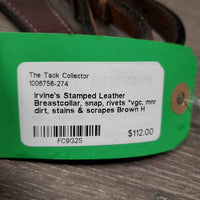 The Tack Collector
1006756-274
Irvine's Stamped Leather
Breastcollar, snap, rivets *vgc, mnr
dirt, stains & scrapes Brown H
$112.00
FC9G2S